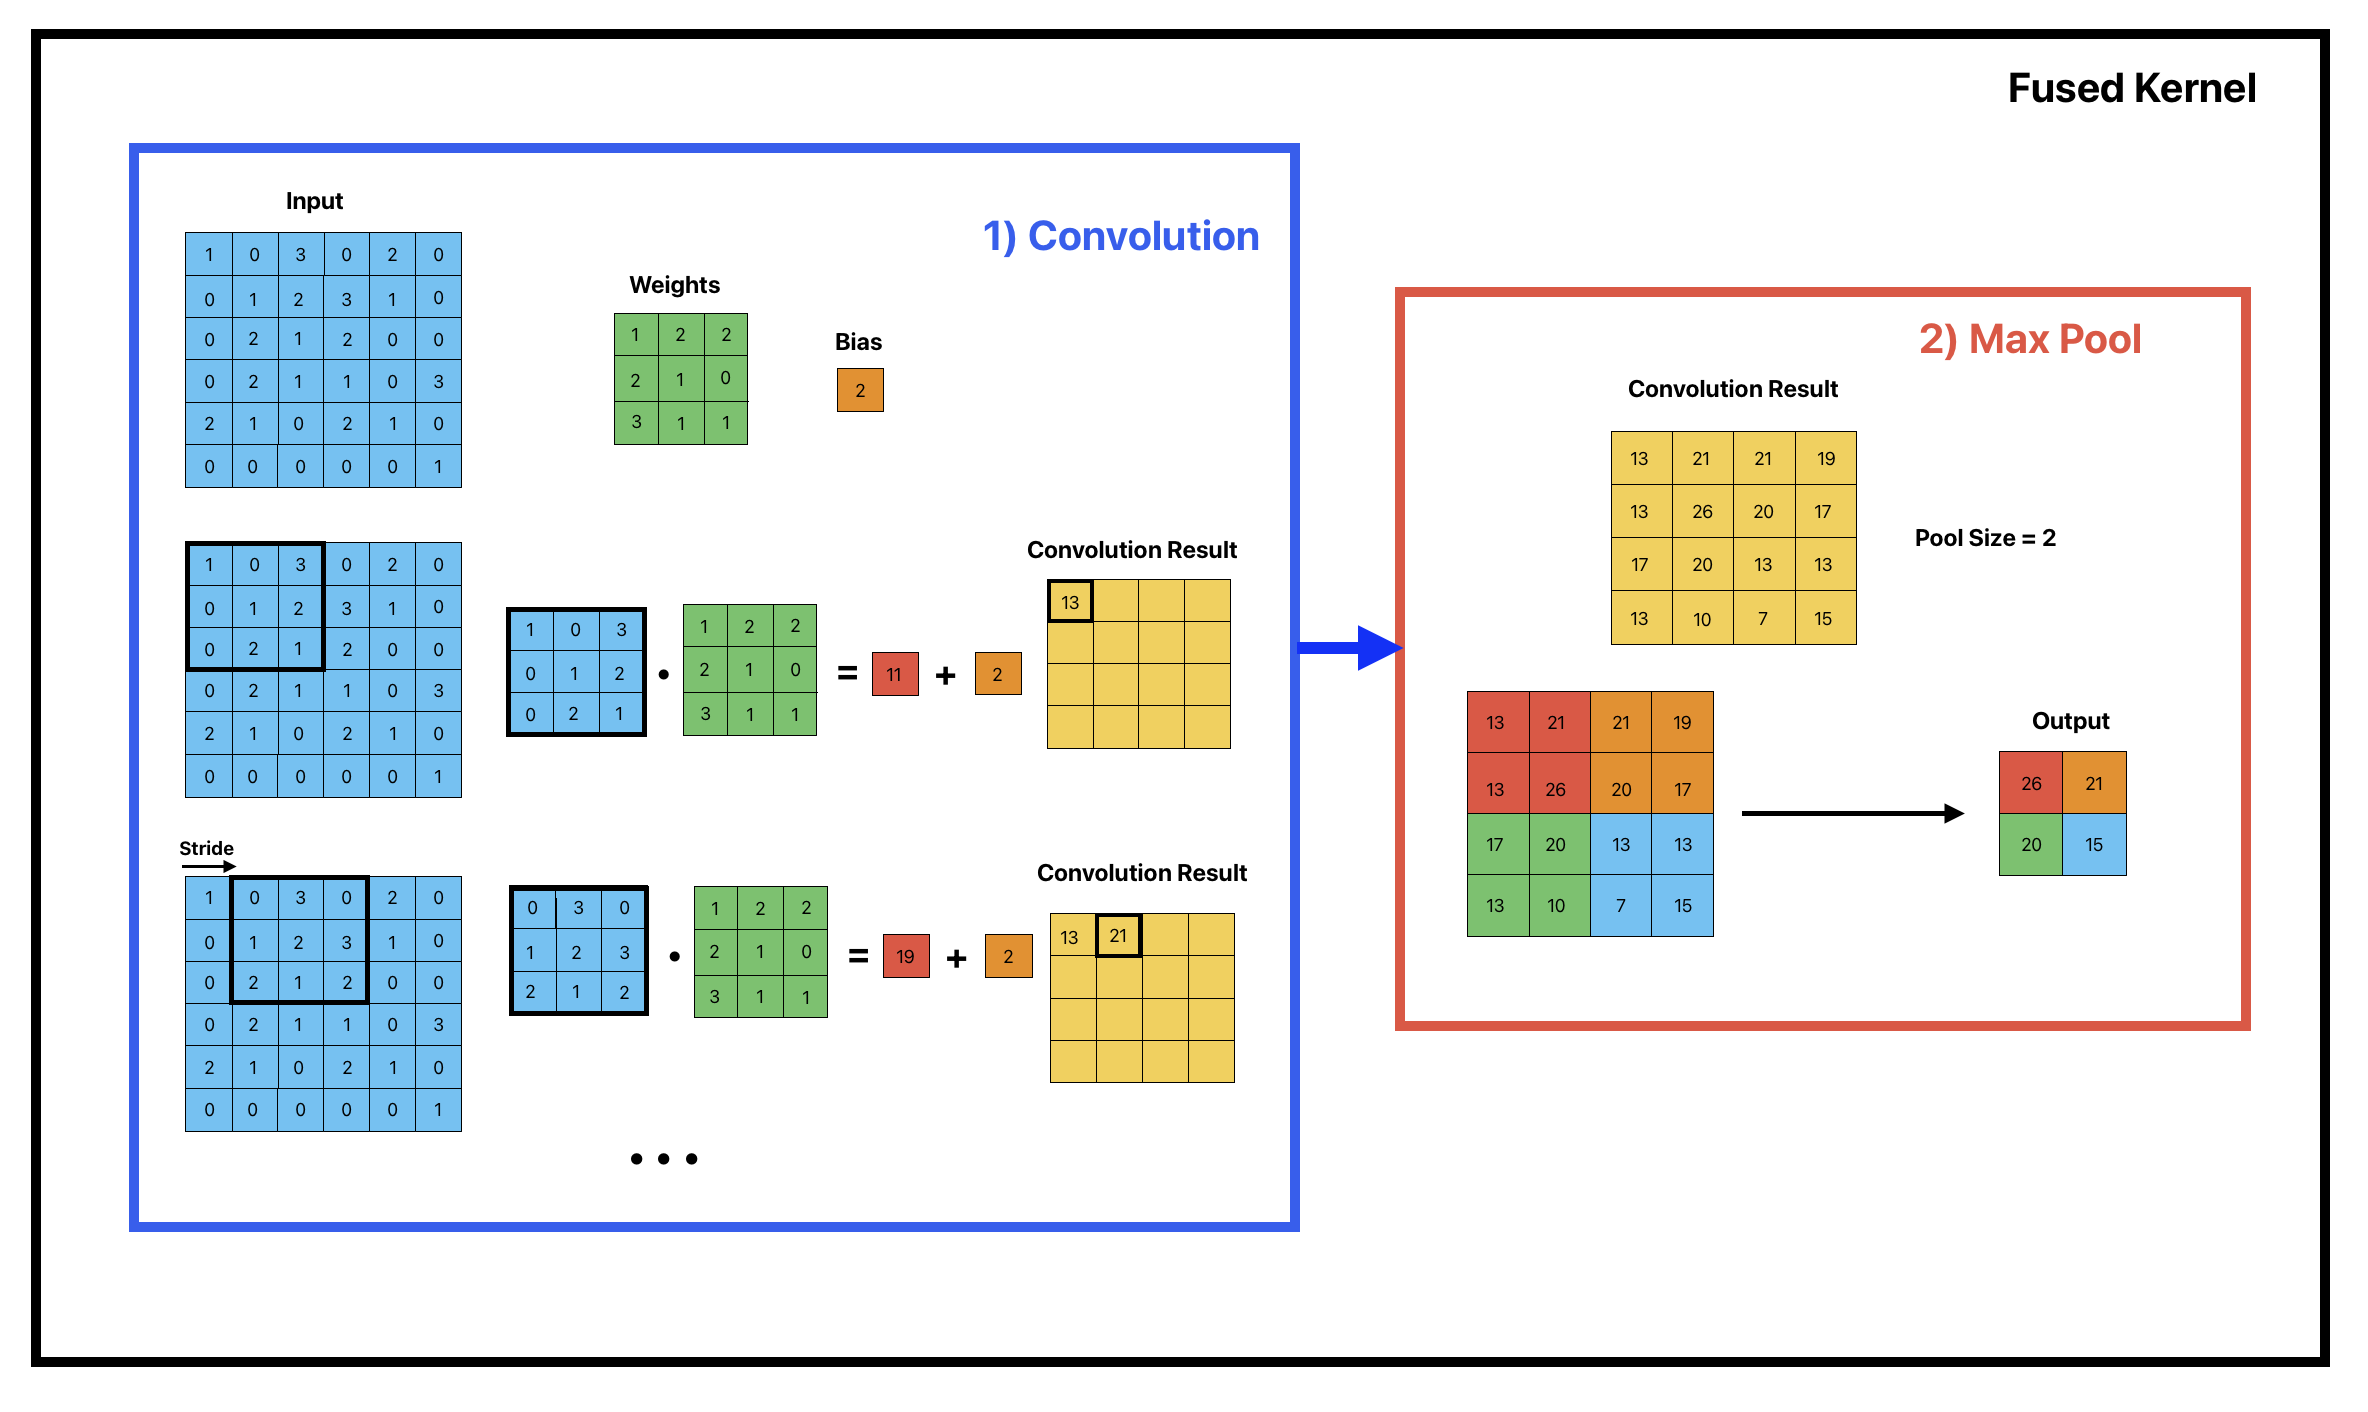 Fused Kernel
1) Convolution
Input
1 0 3 0 2 0
0 1 2 3 1 0
0 2 1 2 0 0
0 2 1 1 0 3
2 1 0 2 1 0
0 0 0 0 0 1
Weights
1 2 2
2 1 0
3 1 1
Bias
2
1 0 3 0 2 0
0 1 2 3 1 0
0 2 1 2 0 0
0 2 1 1 0 3
2 1 0 2 1 0
0 0 0 0 0 1
1 0 3
0 1 2
0 2 1
•
1 2 2
2 1 0
3 1 1
= 11 + 2
Convolution Result
13
Stride
1 0 3 0 2 0
0 1 2 3 1 0
0 2 1 2 0 0
0 2 1 1 0 3
2 1 0 2 1 0
0 0 0 0 0 1
0 3 0
1 2 3
2 1 2
•
1 2 2
2 1 0
3 1 1
= 19 + 2
Convolution Result
13 21
• • •
2) Max Pool
Convolution Result
13 21 21 19
13 26 20 17
17 20 13 13
13 10 7 15
Pool Size = 2
13 21 21 19
13 26 20 17
17 20 13 13
13 10 7 15
Output
26 21
20 15